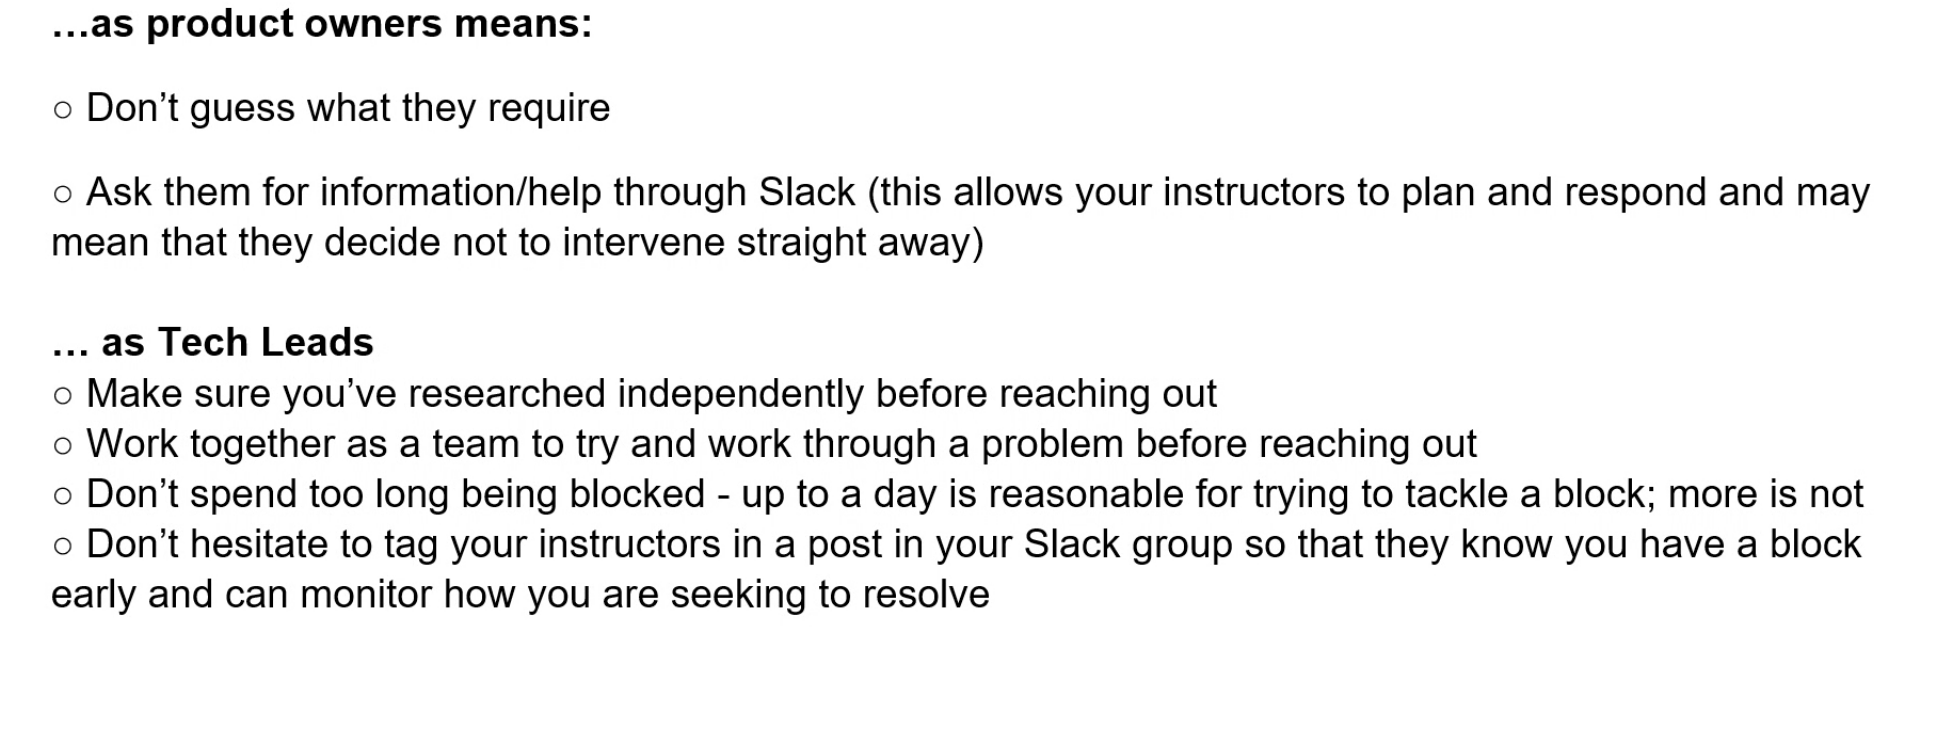 ...as product owners means:
○ Don’t guess what they require
○ Ask them for information/help through Slack (this allows your instructors to plan and respond and may
mean that they decide not to intervene straight away)
... as Tech Leads
○ Make sure you’ve researched independently before reaching out
○ Work together as a team to try and work through a problem before reaching out
○ Don’t spend too long being blocked - up to a day is reasonable for trying to tackle a block; more is not
○ Don’t hesitate to tag your instructors in a post in your Slack group so that they know you have a block
early and can monitor how you are seeking to resolve